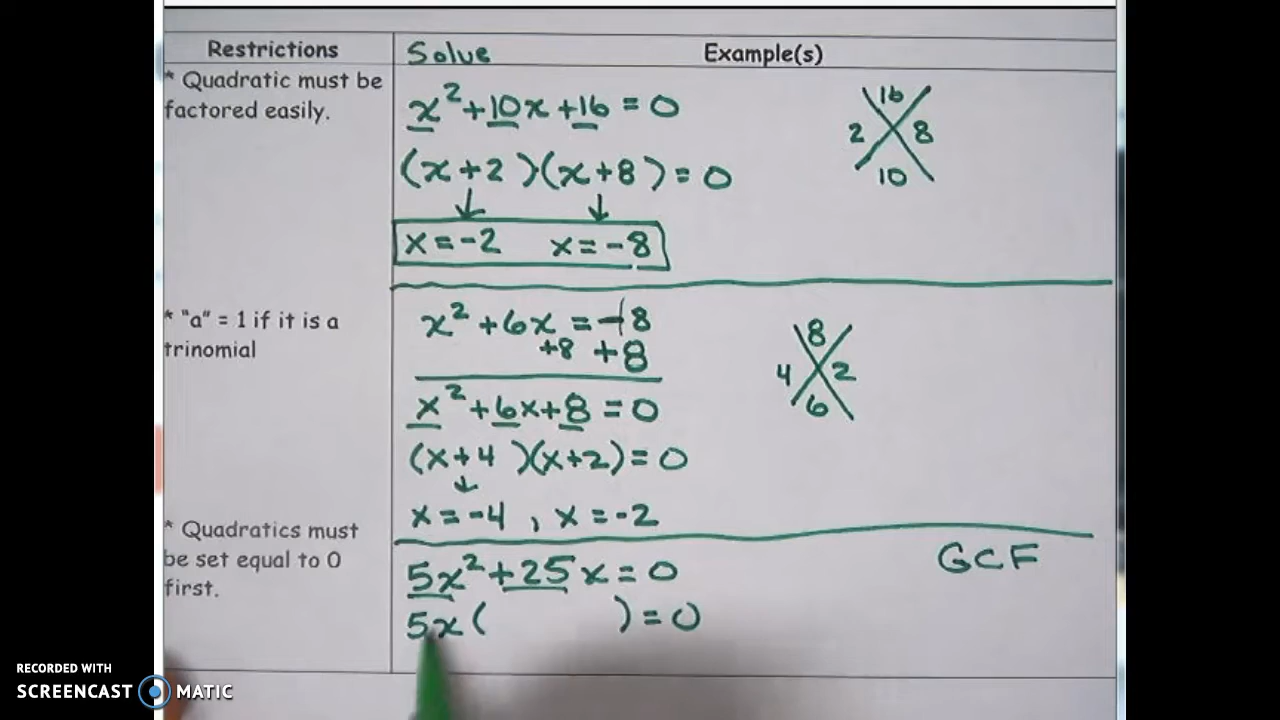 Restrictions
Solve
Example(s)
* Quadratic must be
factored easily.
x² + 10x + 16 = 0
(x + 2)·(x + 8) = 0
x = -2 x = -8
16
2 8
10
* "a" = 1 if it is a
trinomial
x² + 6x = -8
+8 +8
x² + 6x + 8 = 0
(x + 4)(x + 2) = 0
x = -4 , x = -2
8
4 2
6
* Quadratics must
be set equal to 0
first.
5x² + 25x = 0
GCF
5x( ) = 0
RECORDED WITH
SCREENCAST MATIC